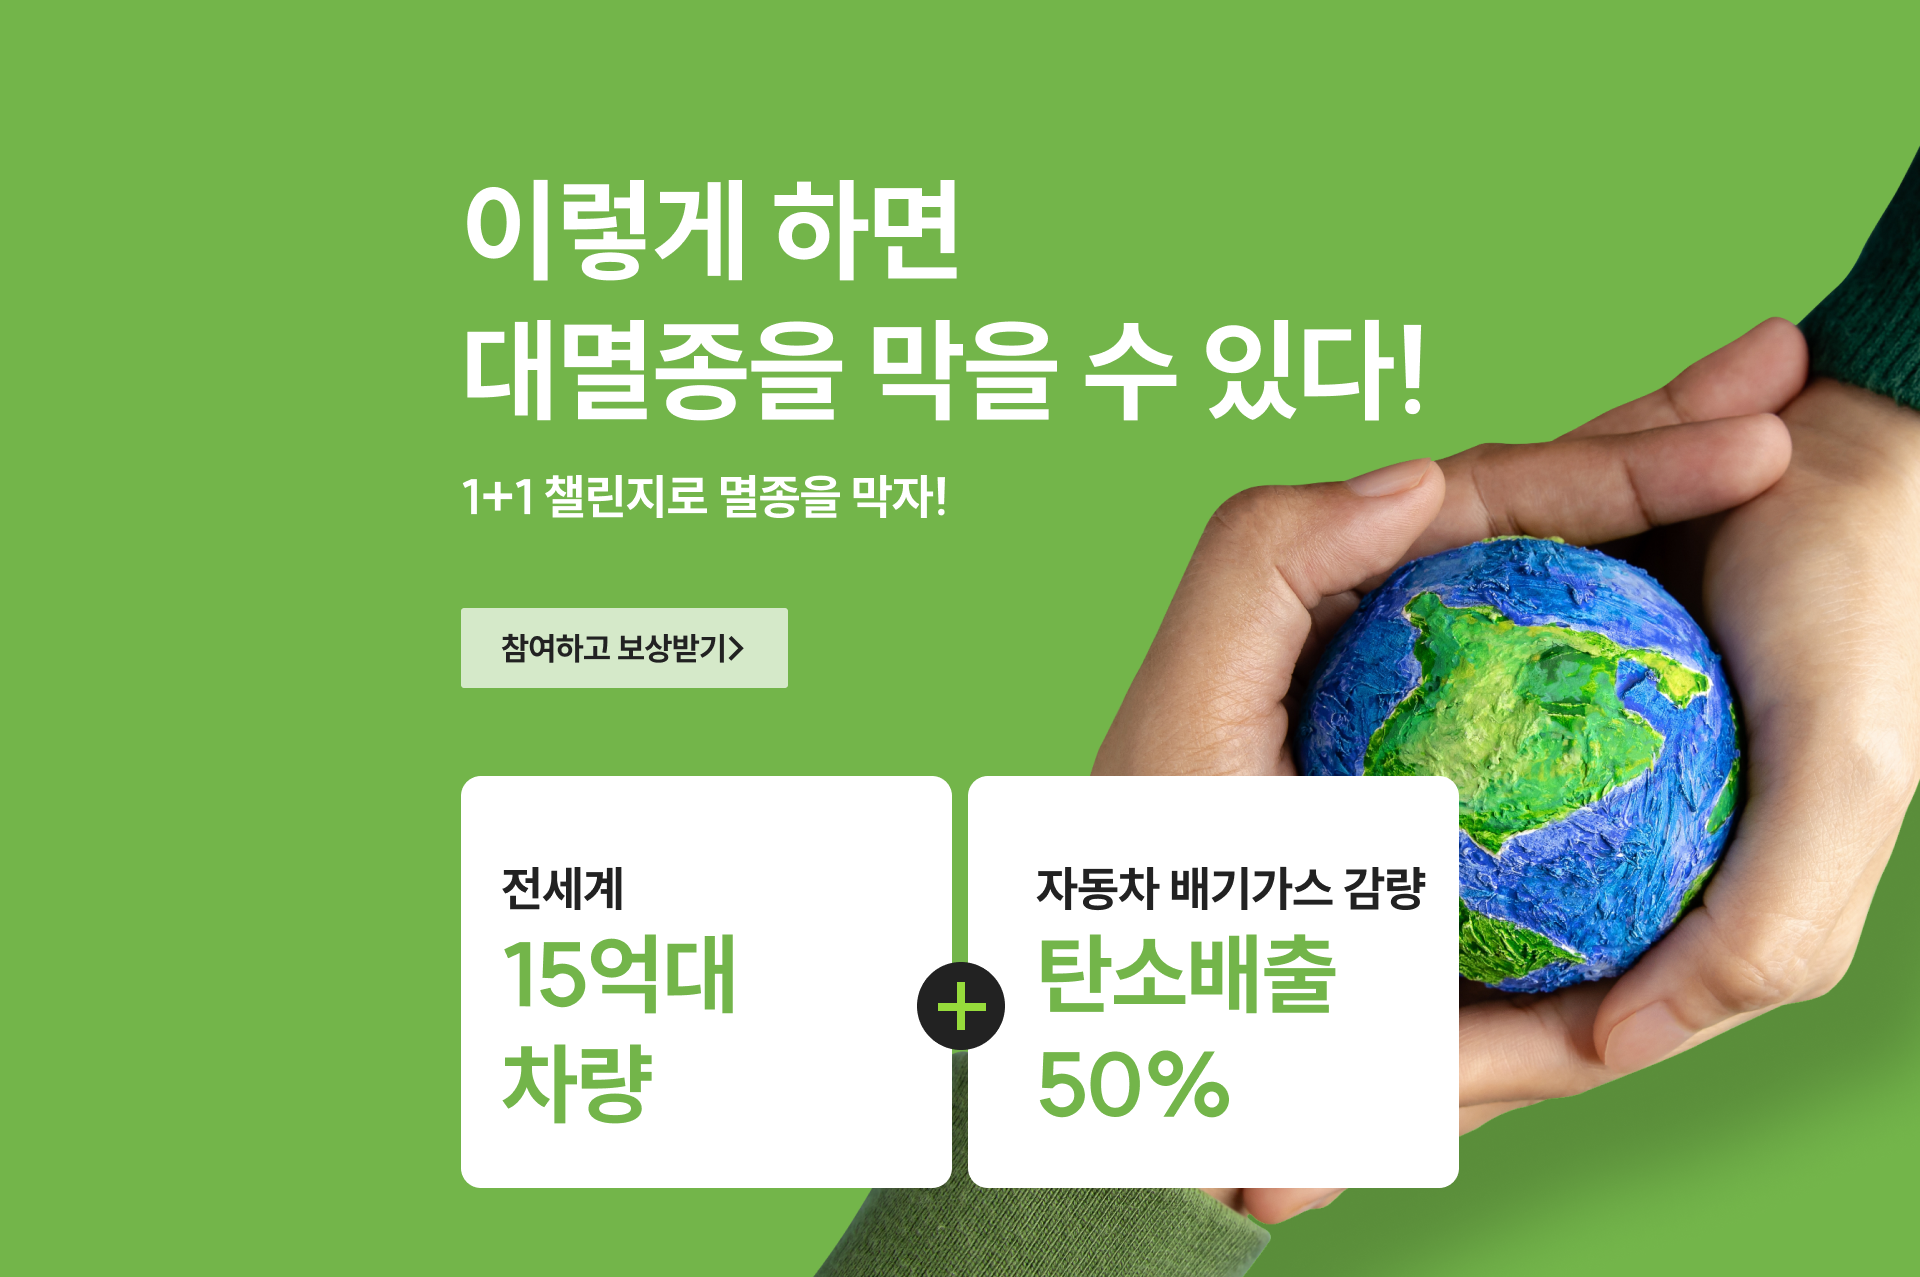 이렇게 하면
대멸종을 막을 수 있다!
1+1 챌린지로 멸종을 막자!
참여하고 보상받기>
전세계
15억대
차량
+
자동차 배기가스 감량
탄소배출
50%